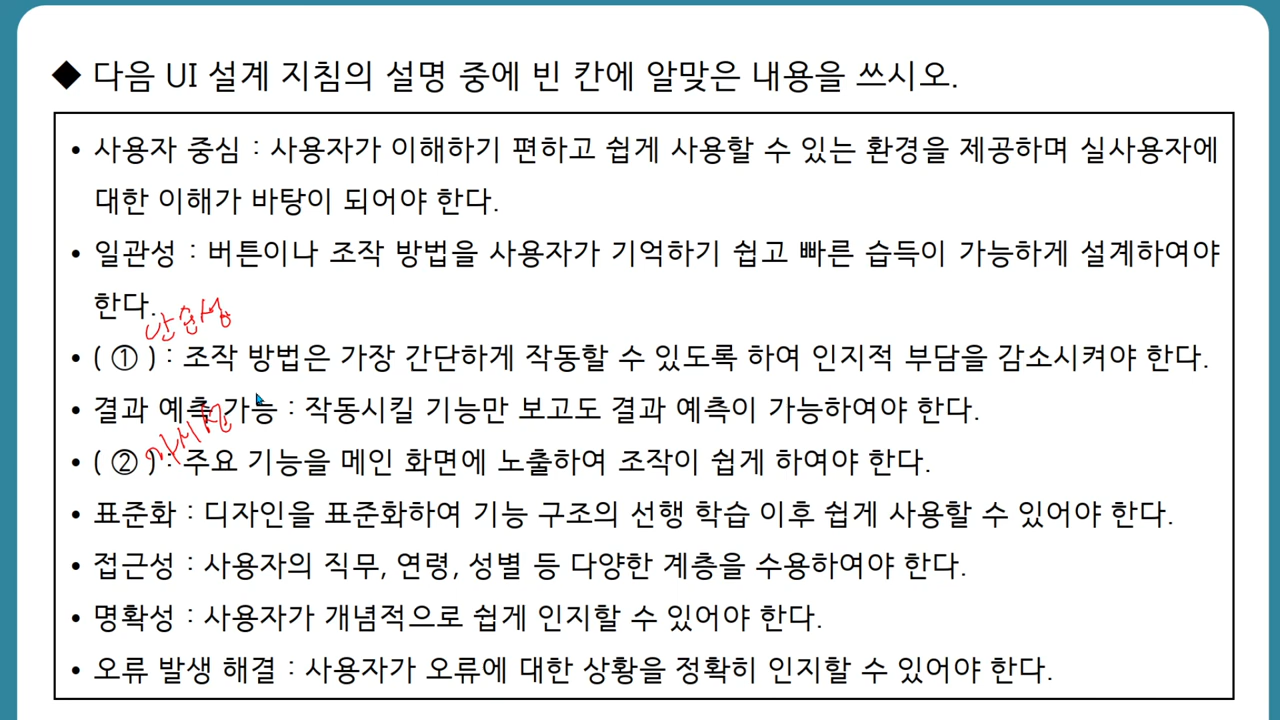 ◆ 다음 UI 설계 지침의 설명 중에 빈 칸에 알맞은 내용을 쓰시오.
• 사용자 중심 : 사용자가 이해하기 편하고 쉽게 사용할 수 있는 환경을 제공하며 실사용자에
대한 이해가 바탕이 되어야 한다.
• 일관성 : 버튼이나 조작 방법을 사용자가 기억하기 쉽고 빠른 습득이 가능하게 설계하여야
한다.
단순성
• ( ① ) : 조작 방법은 가장 간단하게 작동할 수 있도록 하여 인지적 부담을 감소시켜야 한다.
• 결과 예측 가능 : 작동시킬 기능만 보고도 결과 예측이 가능하여야 한다.
가시성
• ( ② ) : 주요 기능을 메인 화면에 노출하여 조작이 쉽게 하여야 한다.
• 표준화 : 디자인을 표준화하여 기능 구조의 선행 학습 이후 쉽게 사용할 수 있어야 한다.
• 접근성 : 사용자의 직무, 연령, 성별 등 다양한 계층을 수용하여야 한다.
• 명확성 : 사용자가 개념적으로 쉽게 인지할 수 있어야 한다.
• 오류 발생 해결 : 사용자가 오류에 대한 상황을 정확히 인지할 수 있어야 한다.